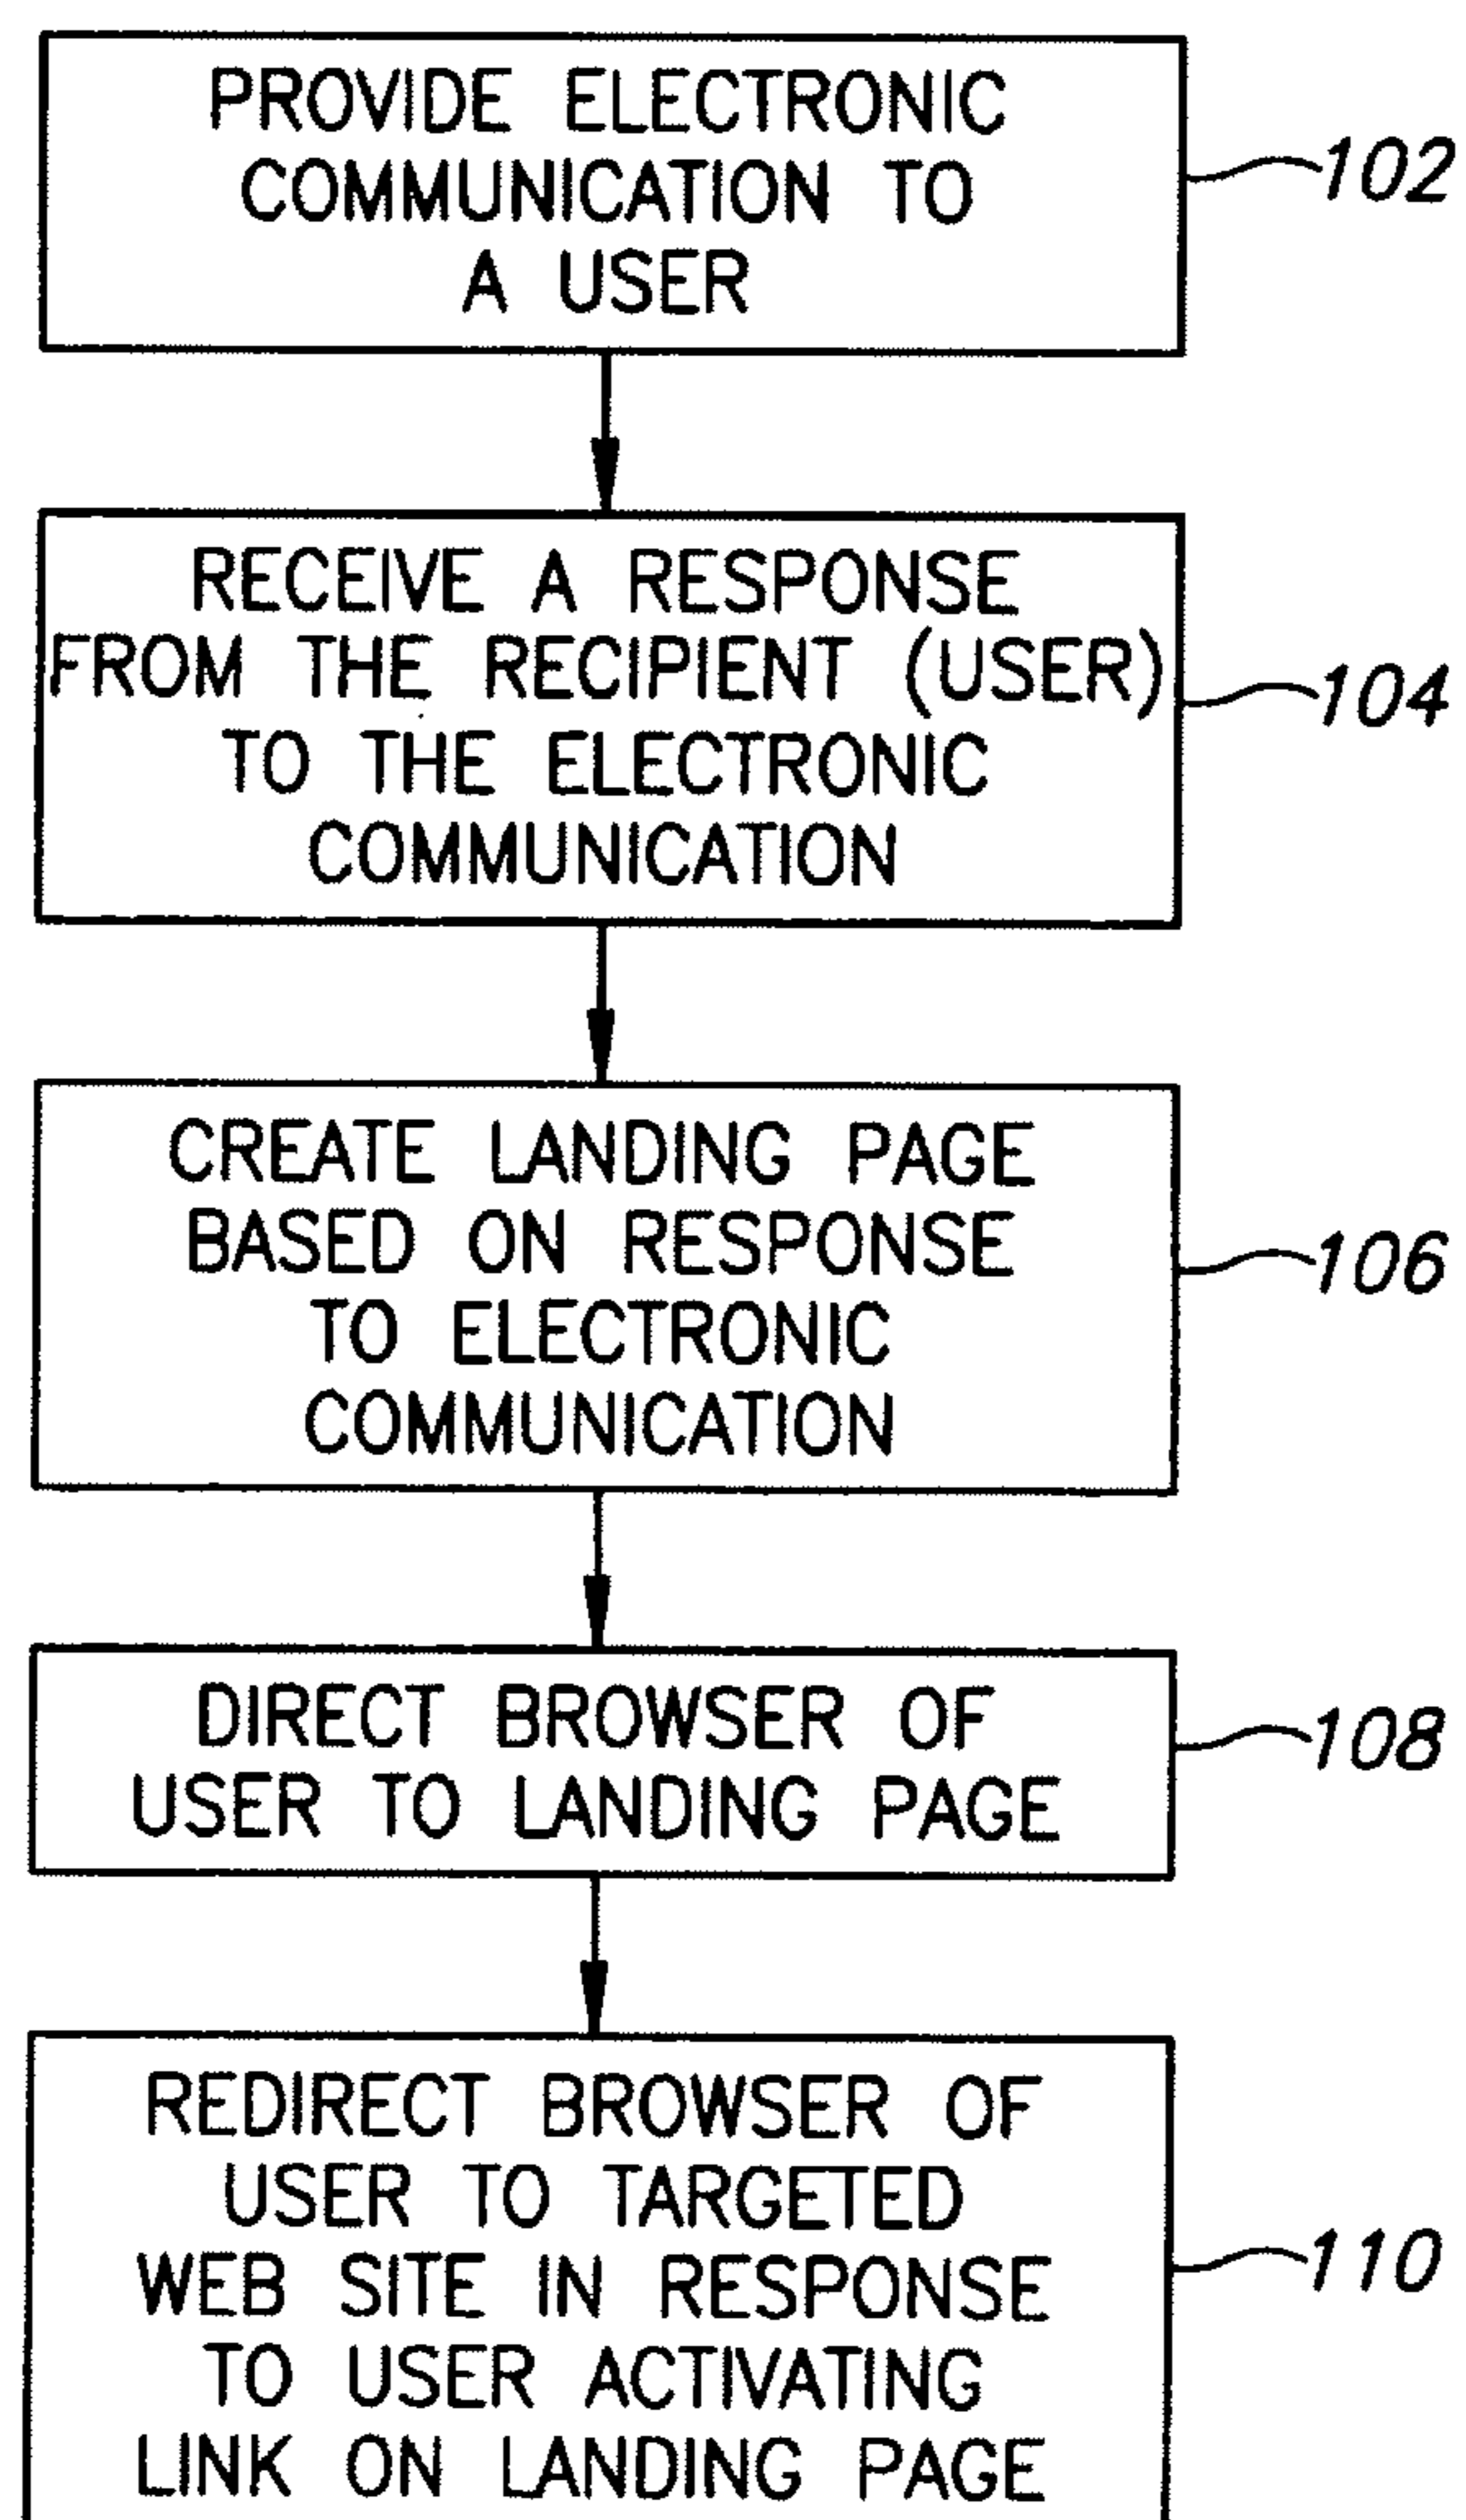 PROVIDE ELECTRONIC
COMMUNICATION TO
A USER
102
RECEIVE A RESPONSE
FROM THE RECIPIENT (USER)
TO THE ELECTRONIC
COMMUNICATION
104
CREATE LANDING PAGE
BASED ON RESPONSE
TO ELECTRONIC
COMMUNICATION
106
DIRECT BROWSER OF
USER TO LANDING PAGE
108
REDIRECT BROWSER OF
USER TO TARGETED
WEB SITE IN RESPONSE
TO USER ACTIVATING
LINK ON LANDING PAGE
110